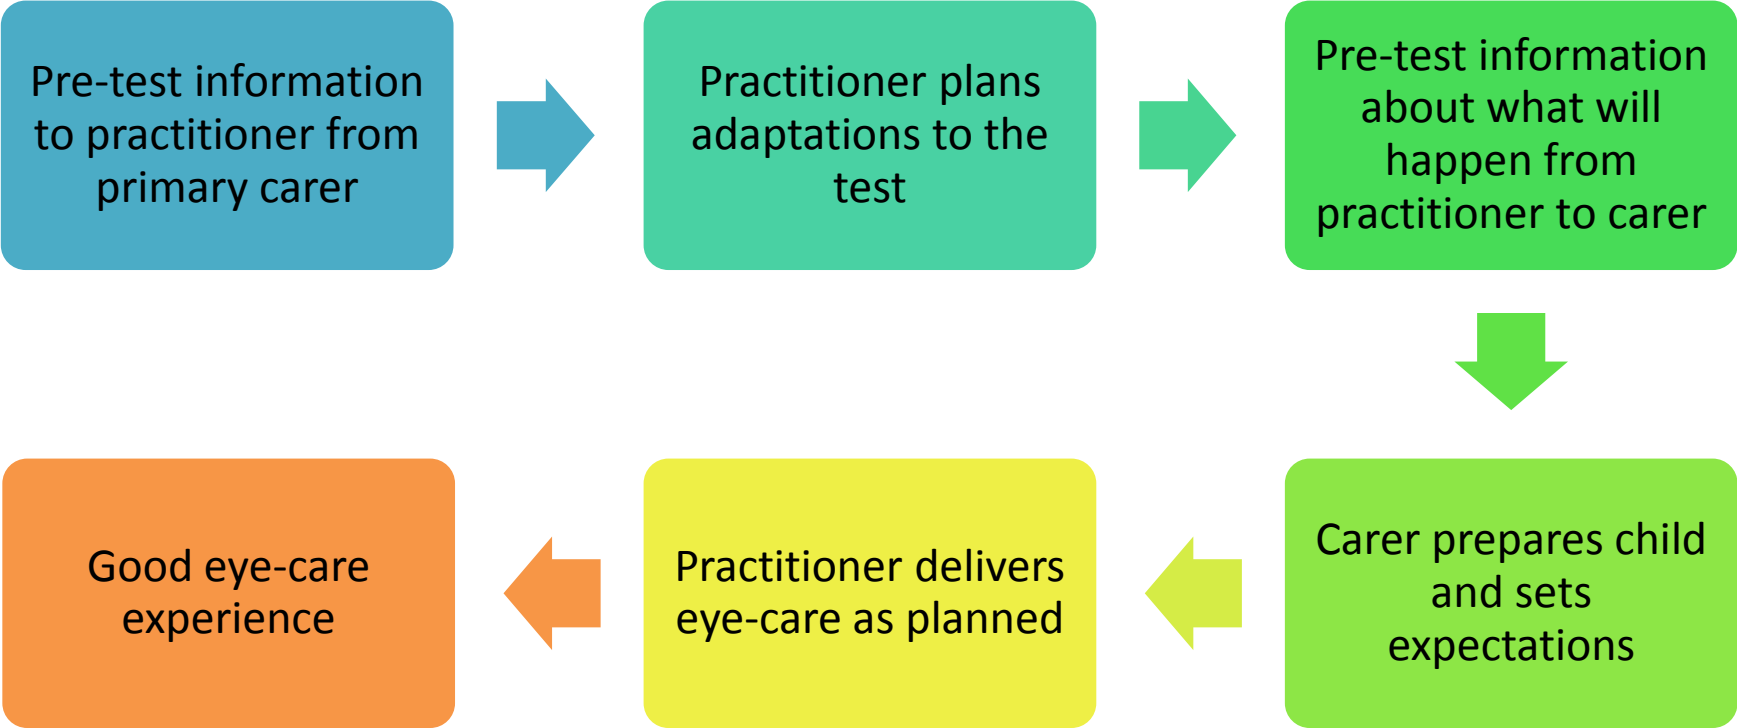 Pre-test information
to practitioner from
primary carer
Practitioner plans
adaptations to the
test
Pre-test information
about what will
happen from
practitioner to carer
Carer prepares child
and sets
expectations
Practitioner delivers
eye-care as planned
Good eye-care
experience